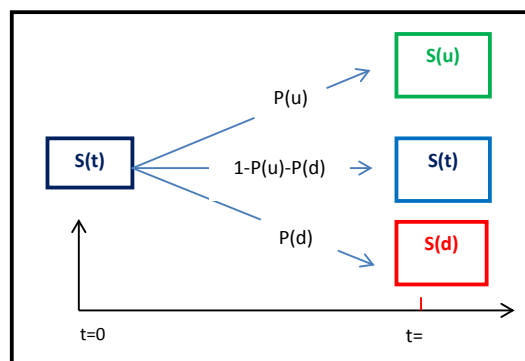 S(u)
P(u)
S(t)
1-P(u)-P(d)
S(t)
P(d)
S(d)
t=0
t=